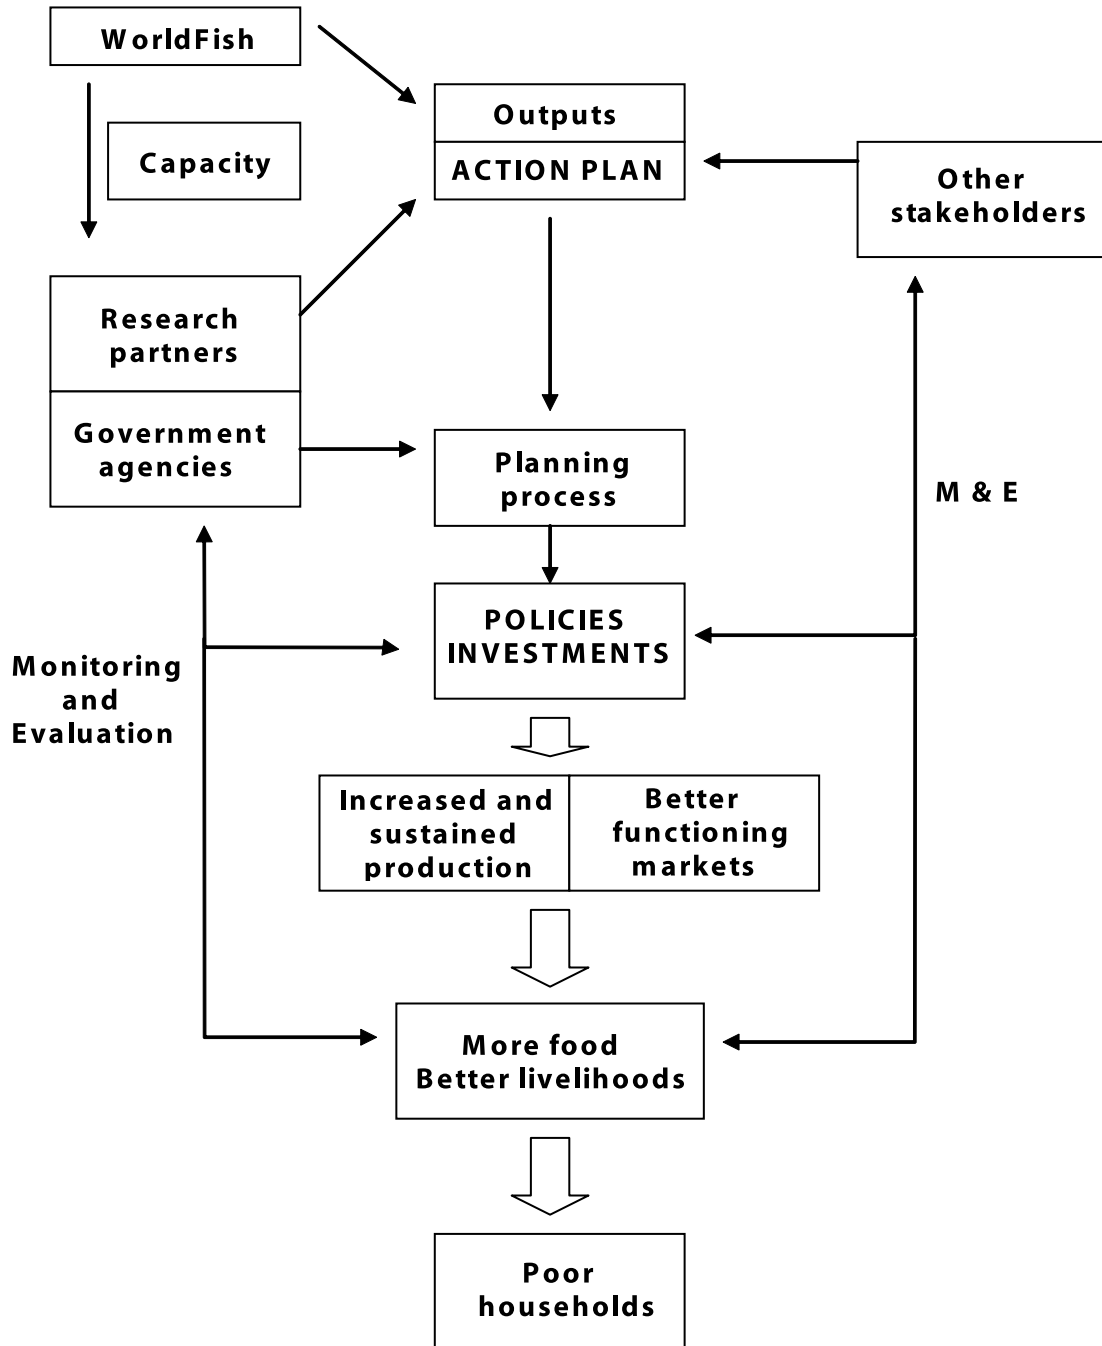 WorldFish
Outputs
Capacity
ACTION PLAN
Other
stakeholders
Research
partners
Government
agencies
Planning
process
M & E
POLICIES
INVESTMENTS
Monitoring
and
Evaluation
Increased and
sustained
production
Better
functioning
markets
More food
Better livelihoods
Poor
households